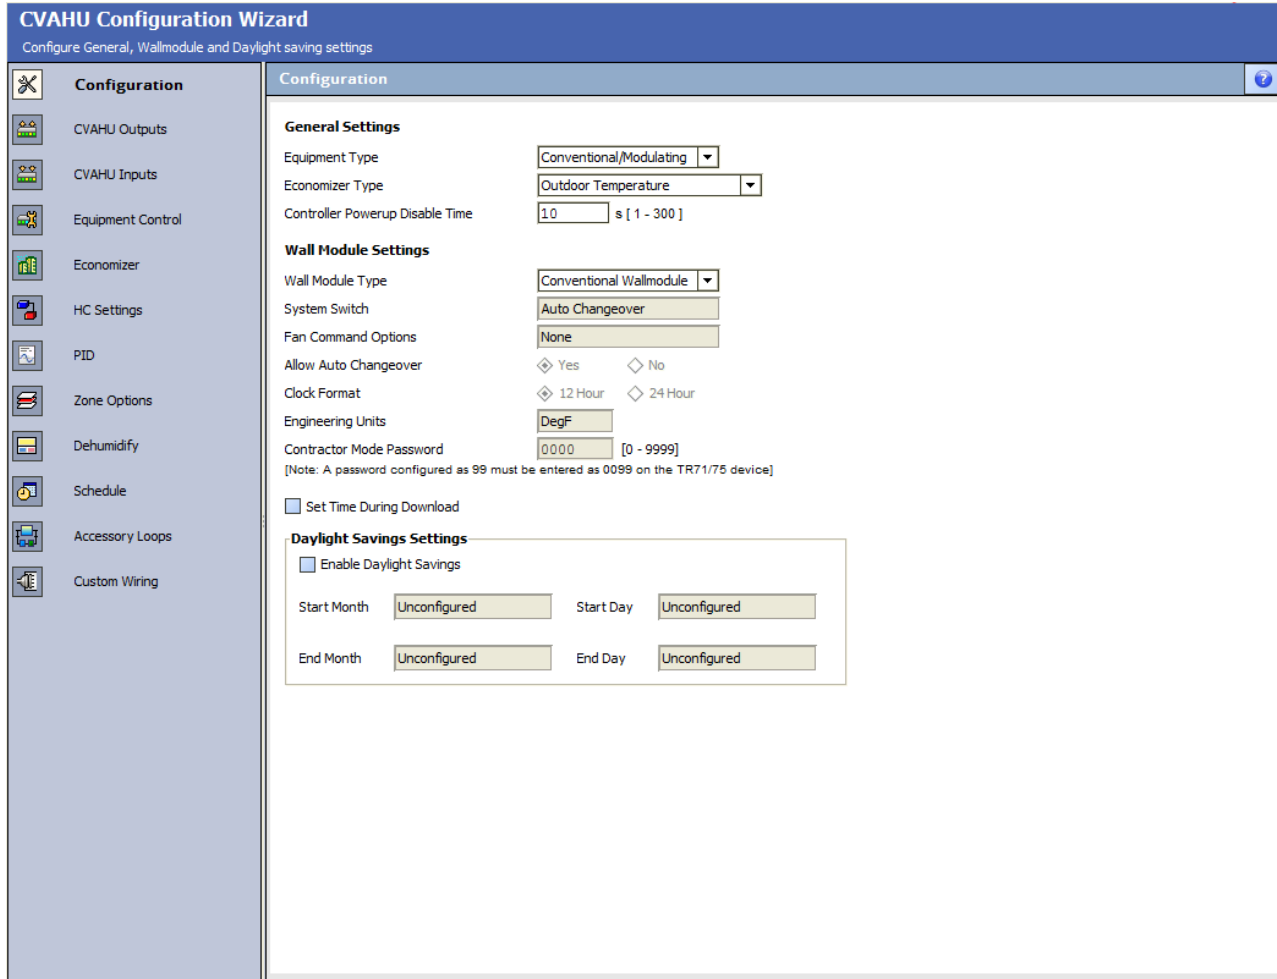 CVAHU Configuration Wizard
Configure General, Wallmodule and Daylight saving settings
Configuration
CVAHU Outputs
CVAHU Inputs
Equipment Control
Economizer
HC Settings
PID
Zone Options
Dehumidify
Schedule
Accessory Loops
Custom Wiring
Configuration
?
General Settings
Equipment Type Conventional/Modulating
Economizer Type Outdoor Temperature
Controller Powerup Disable Time 10 s [ 1 - 300 ]
Wall Module Settings
Wall Module Type Conventional Wallmodule
System Switch Auto Changeover
Fan Command Options None
Allow Auto Changeover Yes No
Clock Format 12 Hour 24 Hour
Engineering Units DegF
Contractor Mode Password 0000 [0 - 9999]
[Note: A password configured as 99 must be entered as 0099 on the TR71/75 device]
Set Time During Download
Daylight Savings Settings
Enable Daylight Savings
Start Month Unconfigured Start Day Unconfigured
End Month Unconfigured End Day Unconfigured